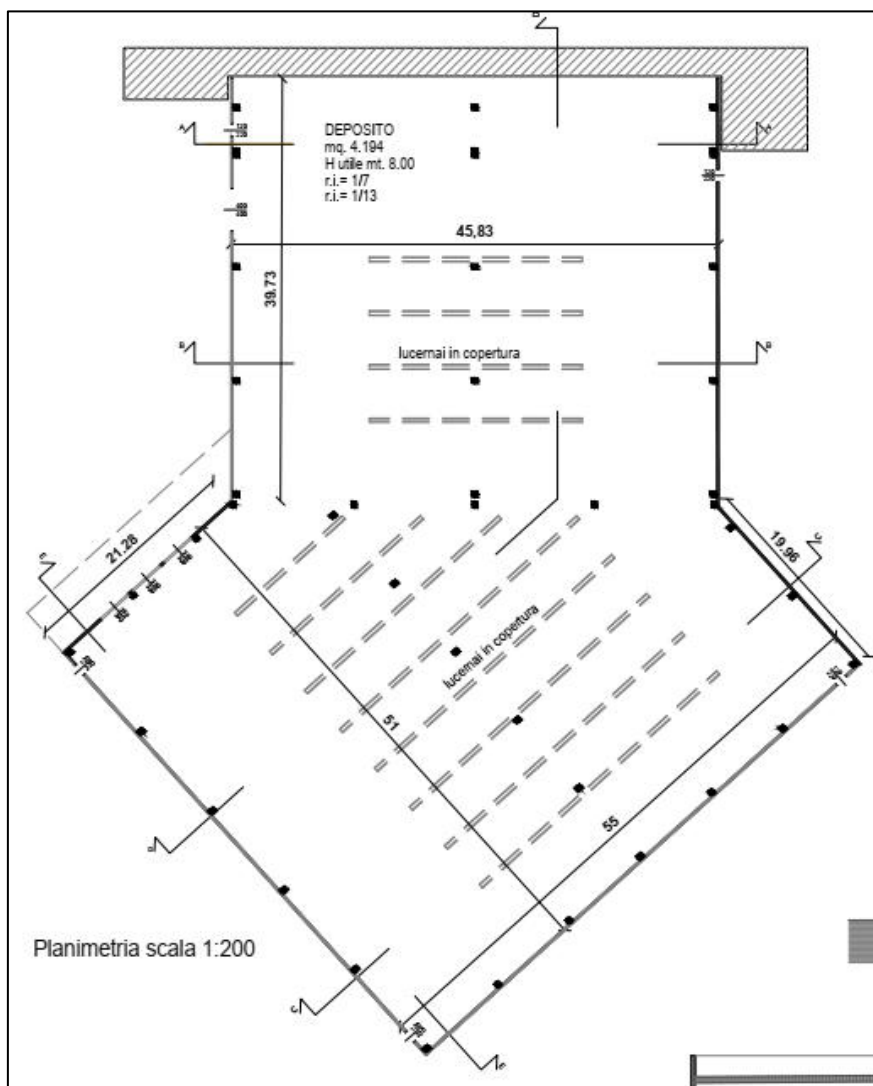 D
DEPOSITO
mq. 4.194
H utile mt. 8.00
r.i.= 1/7
r.i.= 1/13
A
A
45,83
39.73
B
lucernai in copertura
B
21.28
19.96
C
C
lucernai in copertura
51
55
D
Planimetria scala 1:200
C